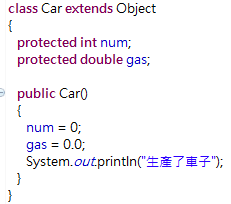 class Car extends Object
{
protected int num;
protected double gas;
public Car()
{
num = 0;
gas = 0.0;
System.out.println("生產了車子");
}
}